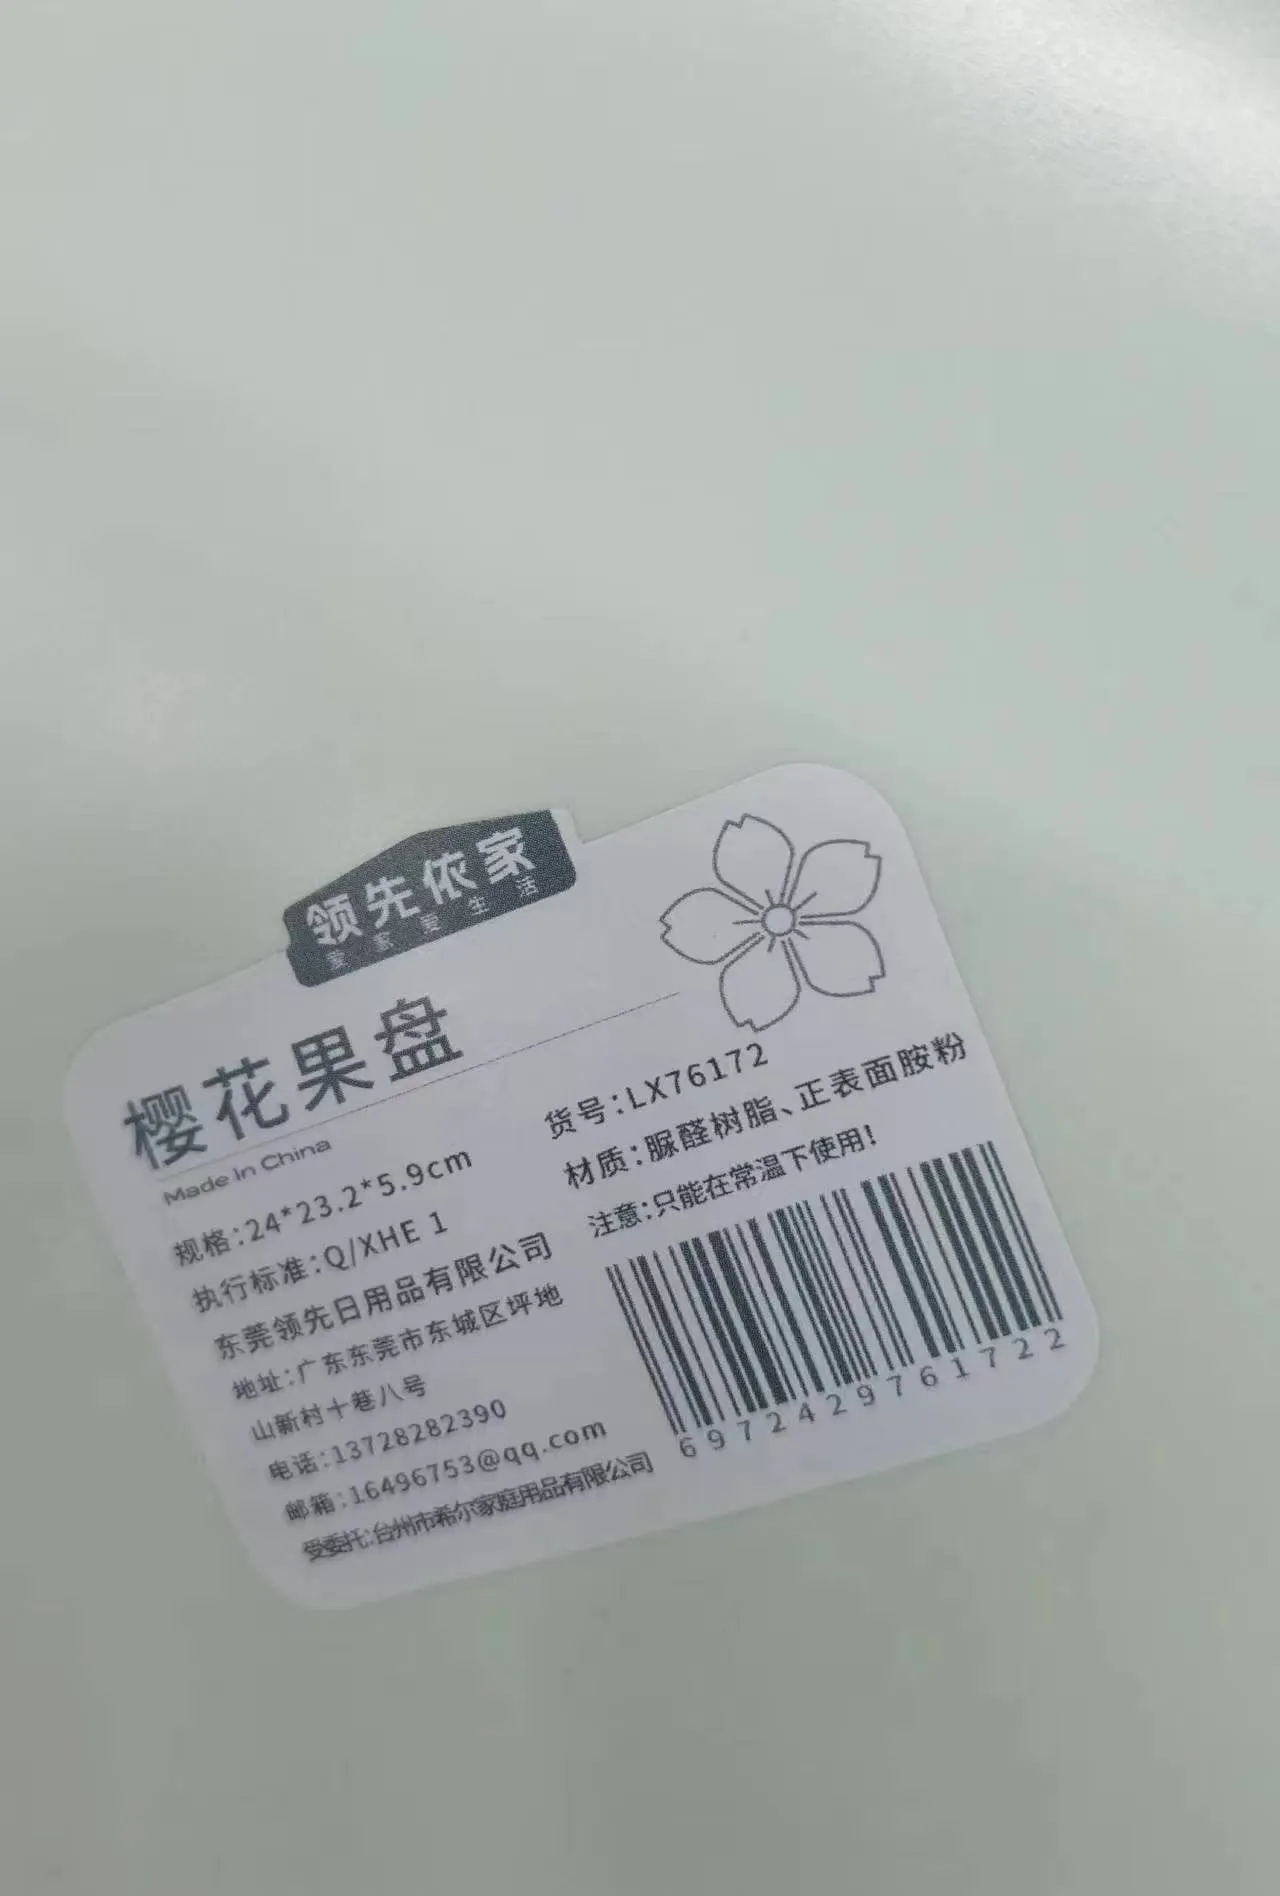 领先依家
爱家爱生活
樱花果盘
Made In China
规格:24*23.2*5.9cm
执行标准:Q/XHE 1
东莞领先日用品有限公司
地址:广东东莞市东城区坪地
山新村十巷八号
电话:13728282390
邮箱:16496753@qq.com
受委托:台州市希尔家庭用品有限公司
货号:LX76172
材质:脲醛树脂、正表面胺粉
注意:只能在常温下使用!
6972429761722